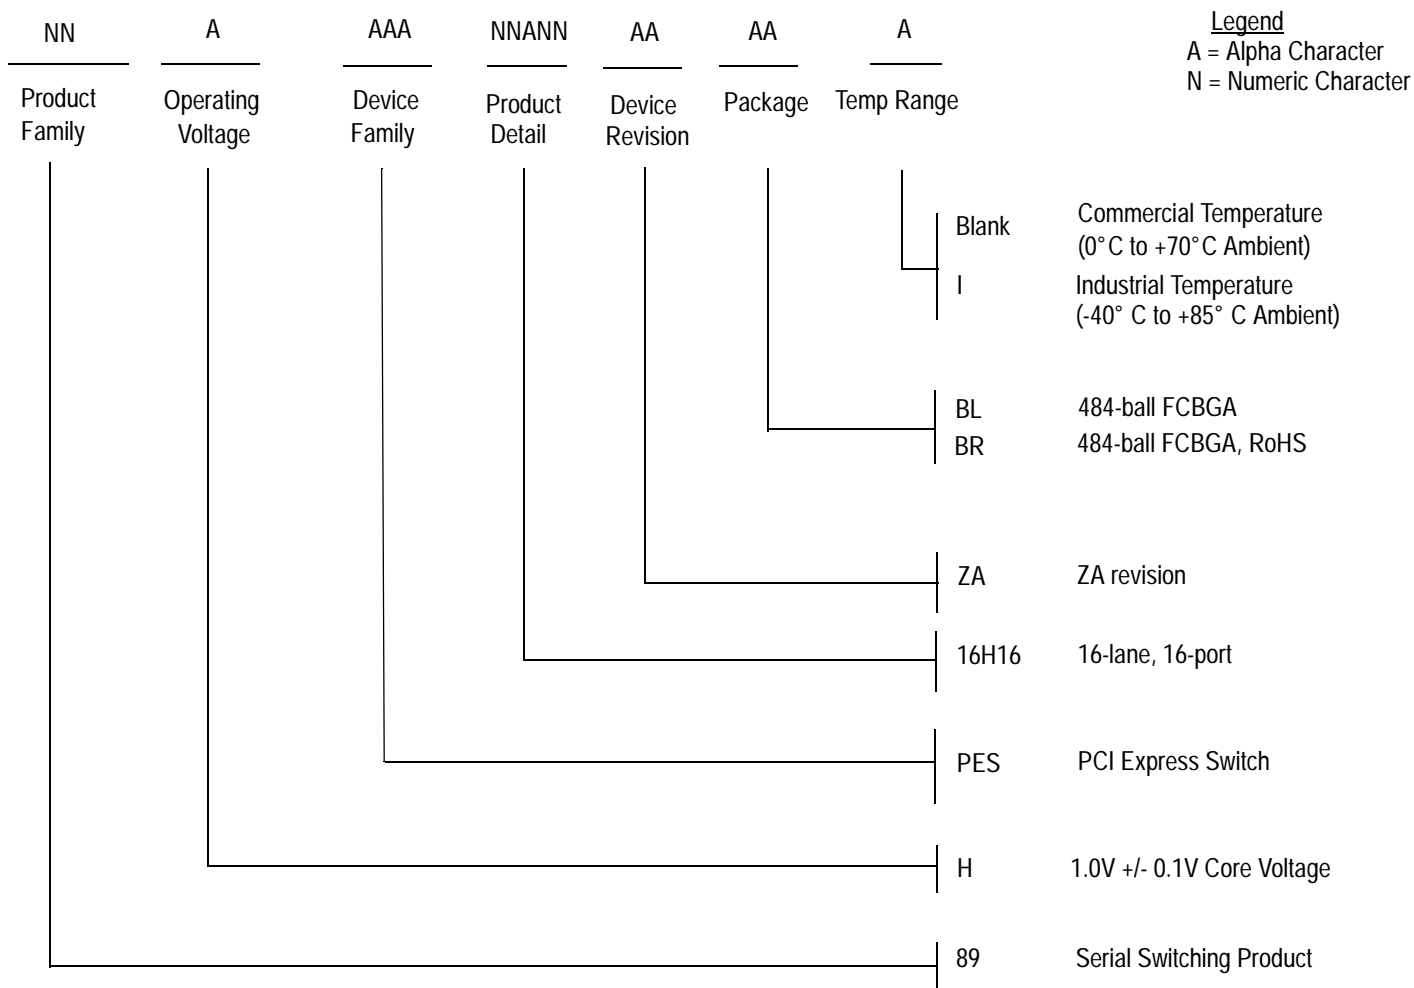 NN A AAA NNANN AA AA A
Legend
A = Alpha Character
N = Numeric Character
Product
Family
Operating
Voltage
Device
Family
Product
Detail
Device
Revision
Package
Temp Range
Blank Commercial Temperature
(0°C to +70°C Ambient)
I Industrial Temperature
(-40° C to +85° C Ambient)
BL 484-ball FCBGA
BR 484-ball FCBGA, RoHS
ZA ZA revision
16H16 16-lane, 16-port
PES PCI Express Switch
H 1.0V +/- 0.1V Core Voltage
89 Serial Switching Product